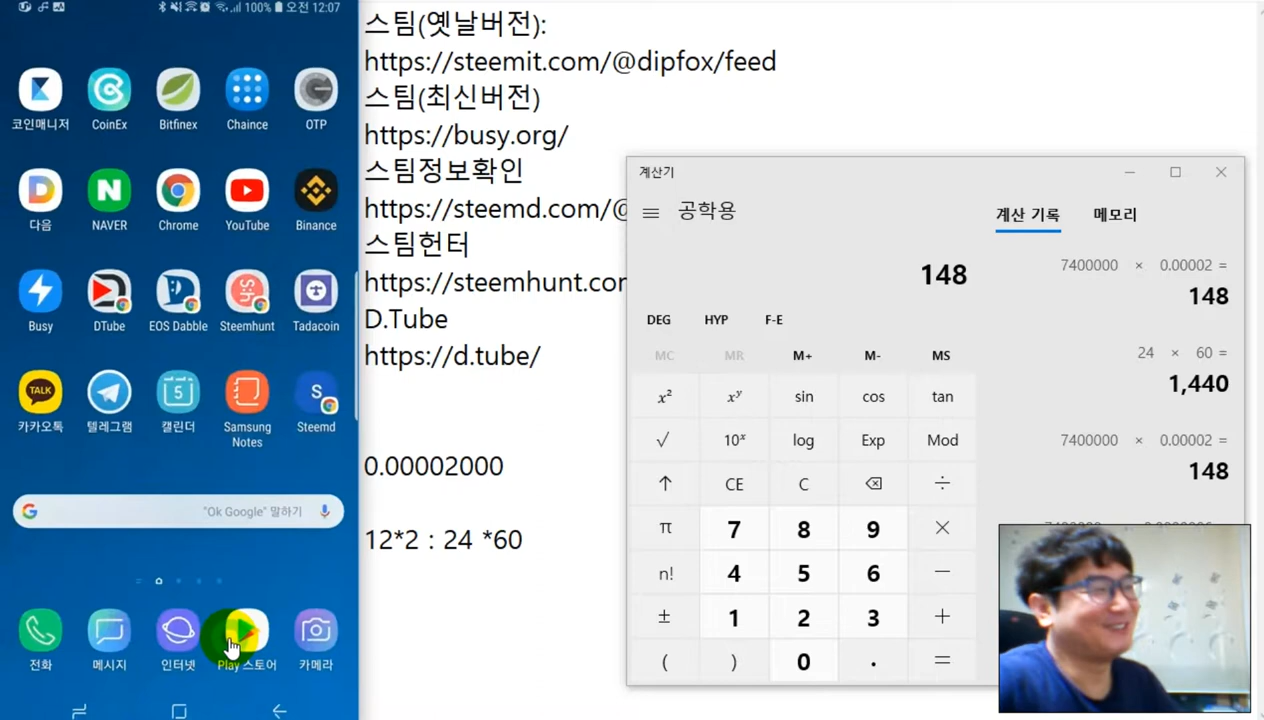 100% 오전 12:07
코인매니저
CoinEx
Bitfinex
Chaince
OTP
다음
NAVER
Chrome
YouTube
Binance
Busy
DTube
EOS Dabble
Steemhunt
Tadacoin
카카오톡
텔레그램
캘린더
Samsung Notes
Steemd
"Ok Google" 말하기
전화
메시지
인터넷
Play 스토어
카메라
스팀(옛날버전):
https://steemit.com/@dipfox/feed
스팀(최신버전)
https://busy.org/
스팀정보확인
https://steemd.com/@
스팀헌터
https://steemhunt.cor
D.Tube
https://d.tube/
0.00002000
12*2 : 24 *60
계산기
공학용
148
DEG HYP F-E
MC MR M+ M- MS
x² xʸ sin cos tan
√ 10ˣ log Exp Mod
↑ CE C ÷
π 7 8 9 ×
n! 4 5 6 −
± 1 2 3 +
( ) 0 . =
계산 기록 메모리
7400000 × 0.00002 =
148
24 × 60 =
1,440
7400000 × 0.00002 =
148